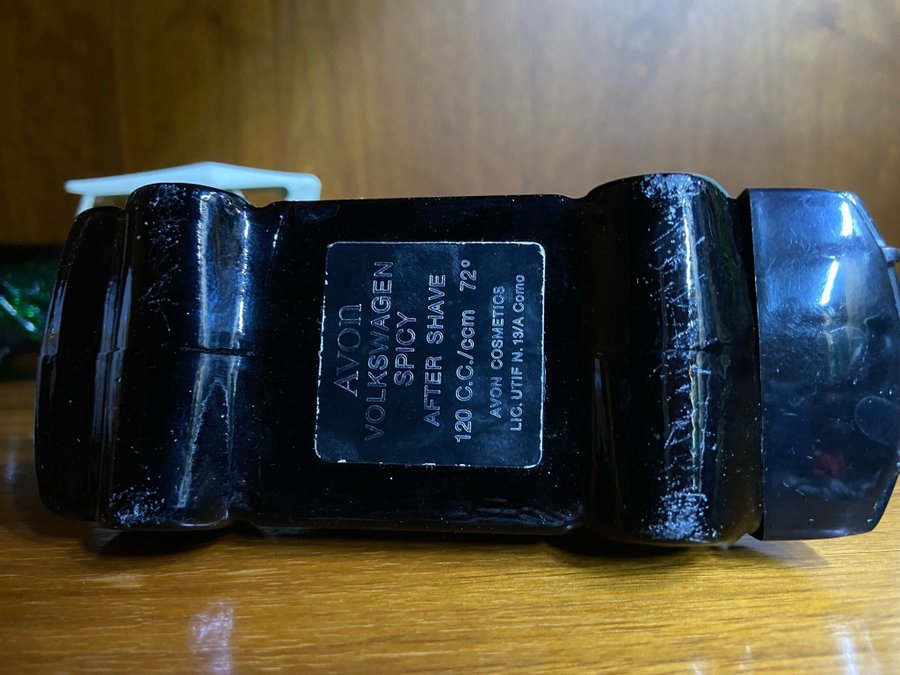 AVON
VOLKSWAGEN
SPICY
AFTER SHAVE
120 C.C./ccm 72°
AVON COSMETICS
LIC. UTIF N. 13/A Como